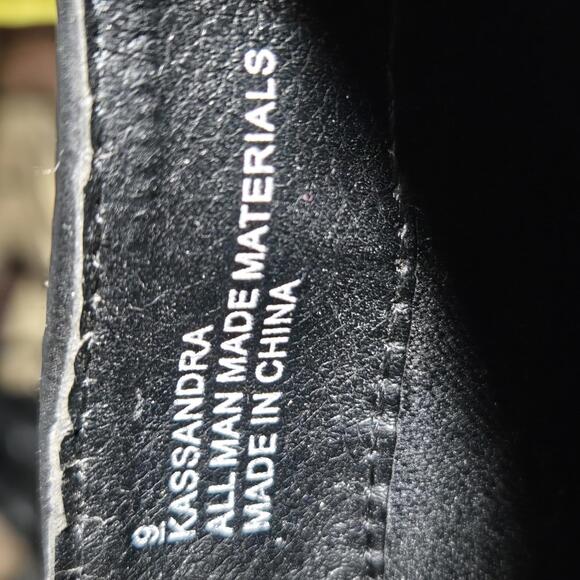 9
KASSANDRA
ALL MAN MADE MATERIALS
MADE IN CHINA